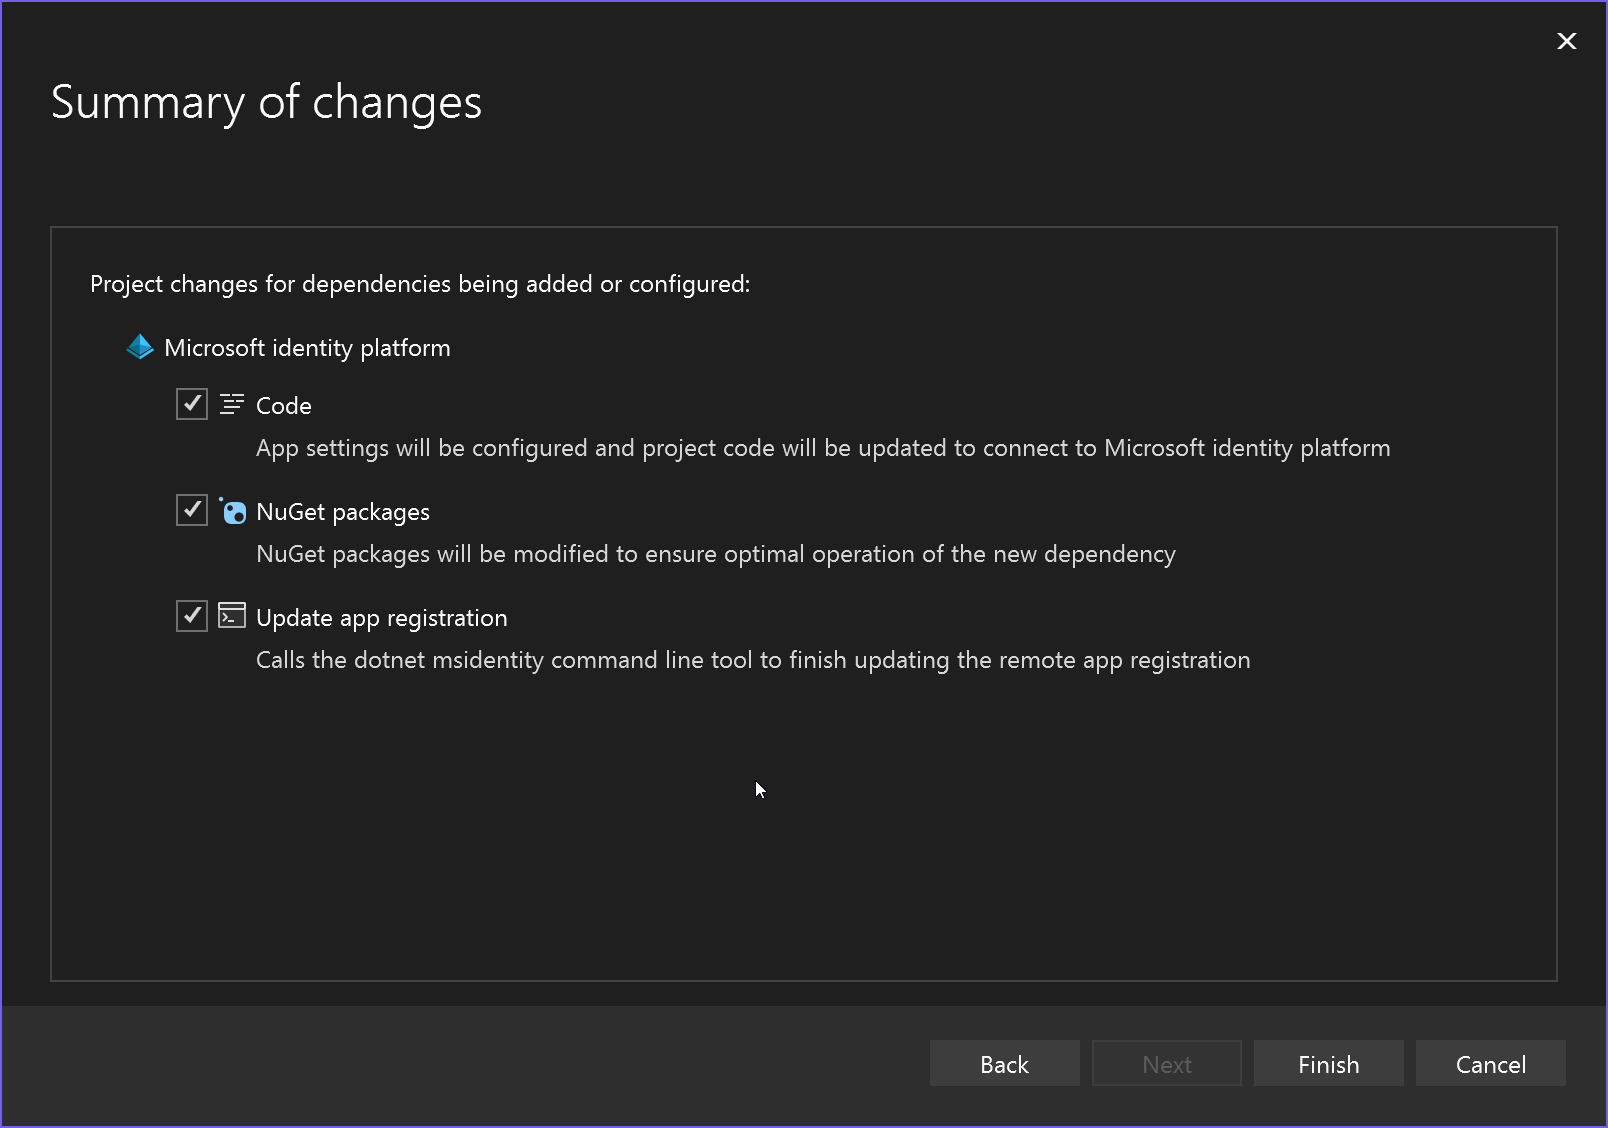 Summary of changes
Project changes for dependencies being added or configured:
Microsoft identity platform
Code
App settings will be configured and project code will be updated to connect to Microsoft identity platform
NuGet packages
NuGet packages will be modified to ensure optimal operation of the new dependency
Update app registration
Calls the dotnet msidentity command line tool to finish updating the remote app registration
Back
Next
Finish
Cancel